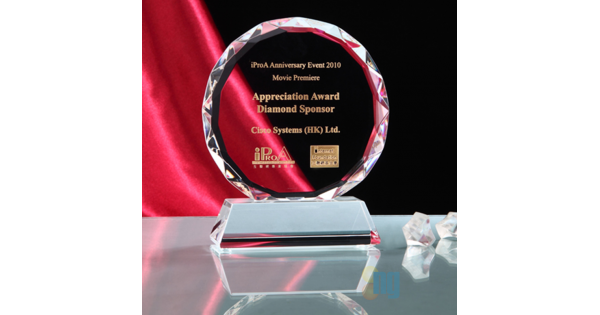 iProA Anniversary Event 2010
Movie Premiere
Appreciation Award
Diamond Sponsor
Cisco Systems (HK) Ltd.
iProA